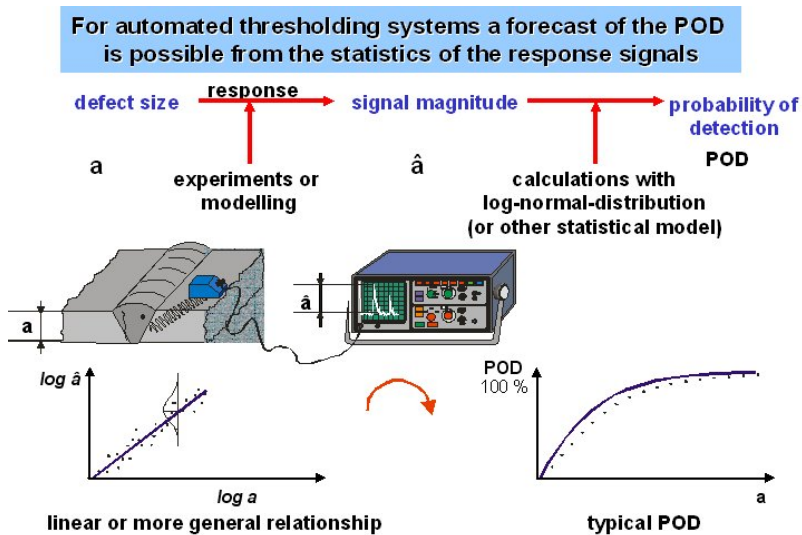 For automated thresholding systems a forecast of the POD
is possible from the statistics of the response signals
response
defect size
signal magnitude
probability of
detection
POD
a
â
experiments or
modelling
calculations with
log-normal-distribution
(or other statistical model)
a
â
log â
log a
linear or more general relationship
POD
100 %
a
typical POD